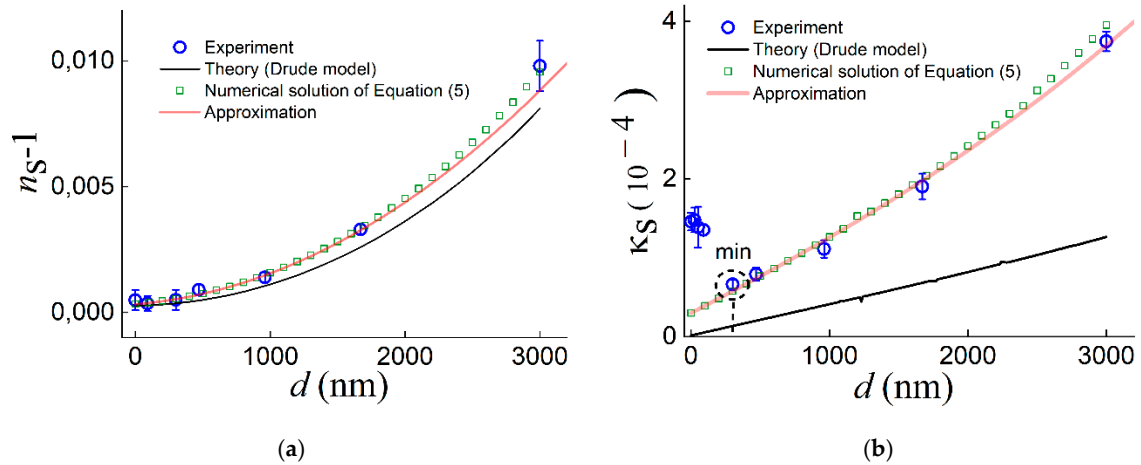 0,010
0,005
0,000
n_S-1
Experiment
Theory (Drude model)
Numerical solution of Equation (5)
Approximation
0
1000
2000
3000
d (nm)
(a)
4
2
0
κ_S (10⁻⁴)
Experiment
Theory (Drude model)
Numerical solution of Equation (5)
Approximation
min
0
1000
2000
3000
d (nm)
(b)